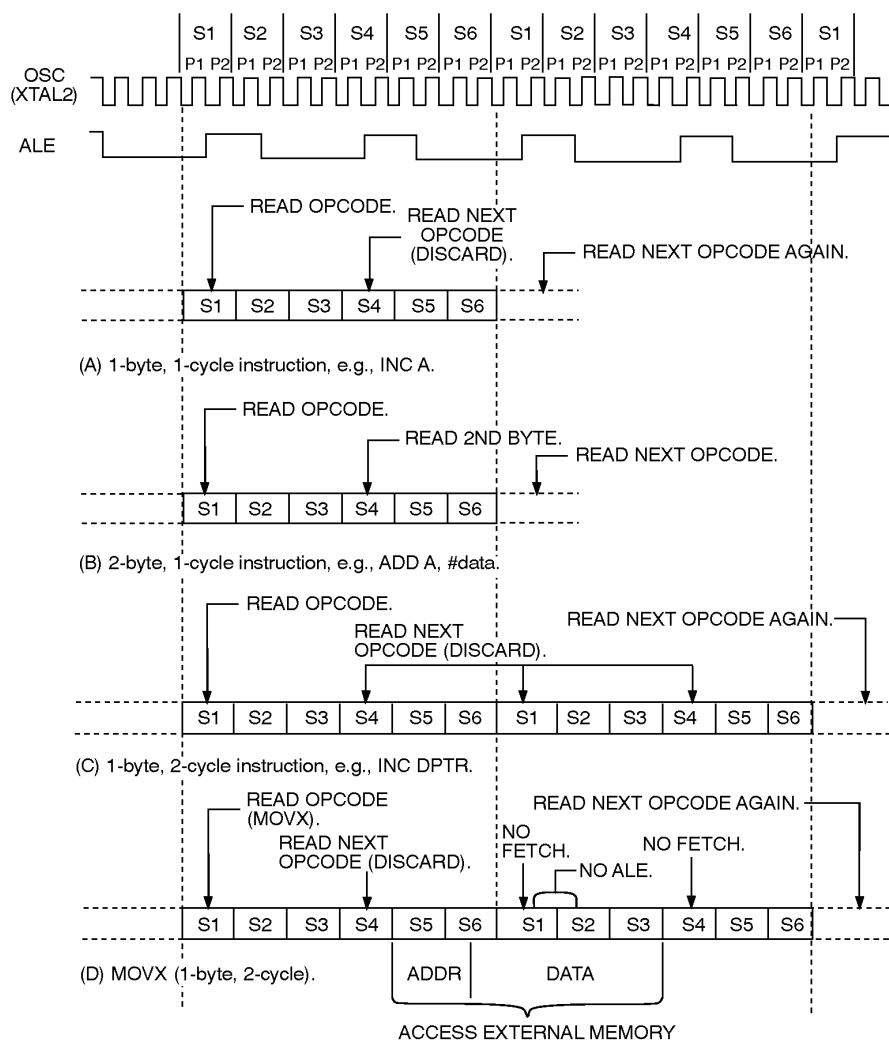 S1 S2 S3 S4 S5 S6 S1 S2 S3 S4 S5 S6 S1
P1 P2 P1 P2 P1 P2 P1 P2 P1 P2 P1 P2 P1 P2 P1 P2 P1 P2 P1 P2 P1 P2 P1 P2 P1 P2
OSC
(XTAL2)
ALE
READ OPCODE.
READ NEXT
OPCODE
(DISCARD).
READ NEXT OPCODE AGAIN.
S1 S2 S3 S4 S5 S6
(A) 1-byte, 1-cycle instruction, e.g., INC A.
READ OPCODE.
READ 2ND BYTE.
READ NEXT OPCODE.
S1 S2 S3 S4 S5 S6
(B) 2-byte, 1-cycle instruction, e.g., ADD A, #data.
READ OPCODE.
READ NEXT
OPCODE (DISCARD).
READ NEXT OPCODE AGAIN.
S1 S2 S3 S4 S5 S6 S1 S2 S3 S4 S5 S6
(C) 1-byte, 2-cycle instruction, e.g., INC DPTR.
READ OPCODE
(MOVX).
READ NEXT
OPCODE (DISCARD).
NO
FETCH.
NO ALE.
NO FETCH.
READ NEXT OPCODE AGAIN.
S1 S2 S3 S4 S5 S6 S1 S2 S3 S4 S5 S6
(D) MOVX (1-byte, 2-cycle).
ADDR DATA
ACCESS EXTERNAL MEMORY